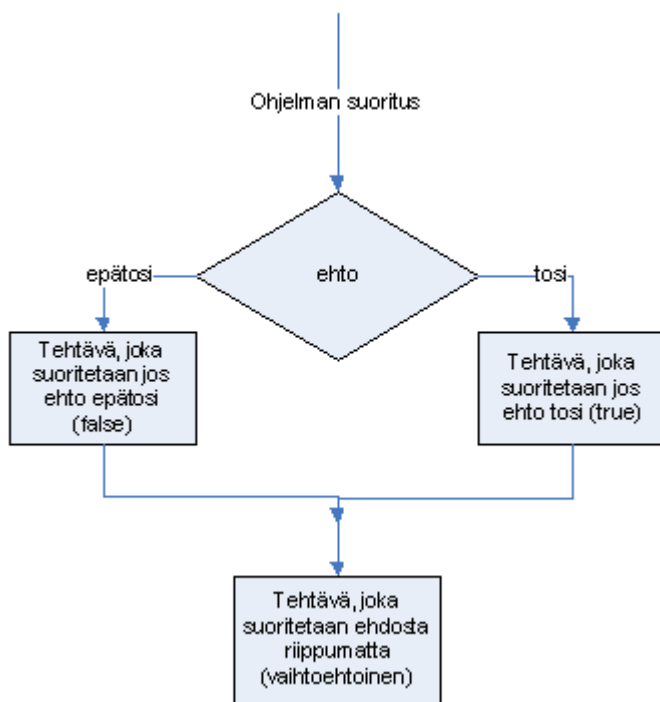 Ohjelman suoritus
epätosi
ehto
tosi
Tehtävä, joka
suoritetaan jos
ehto epätosi
(false)
Tehtävä, joka
suoritetaan jos
ehto tosi (true)
Tehtävä, joka
suoritetaan ehdosta
riippumatta
(vaihtoehtoinen)